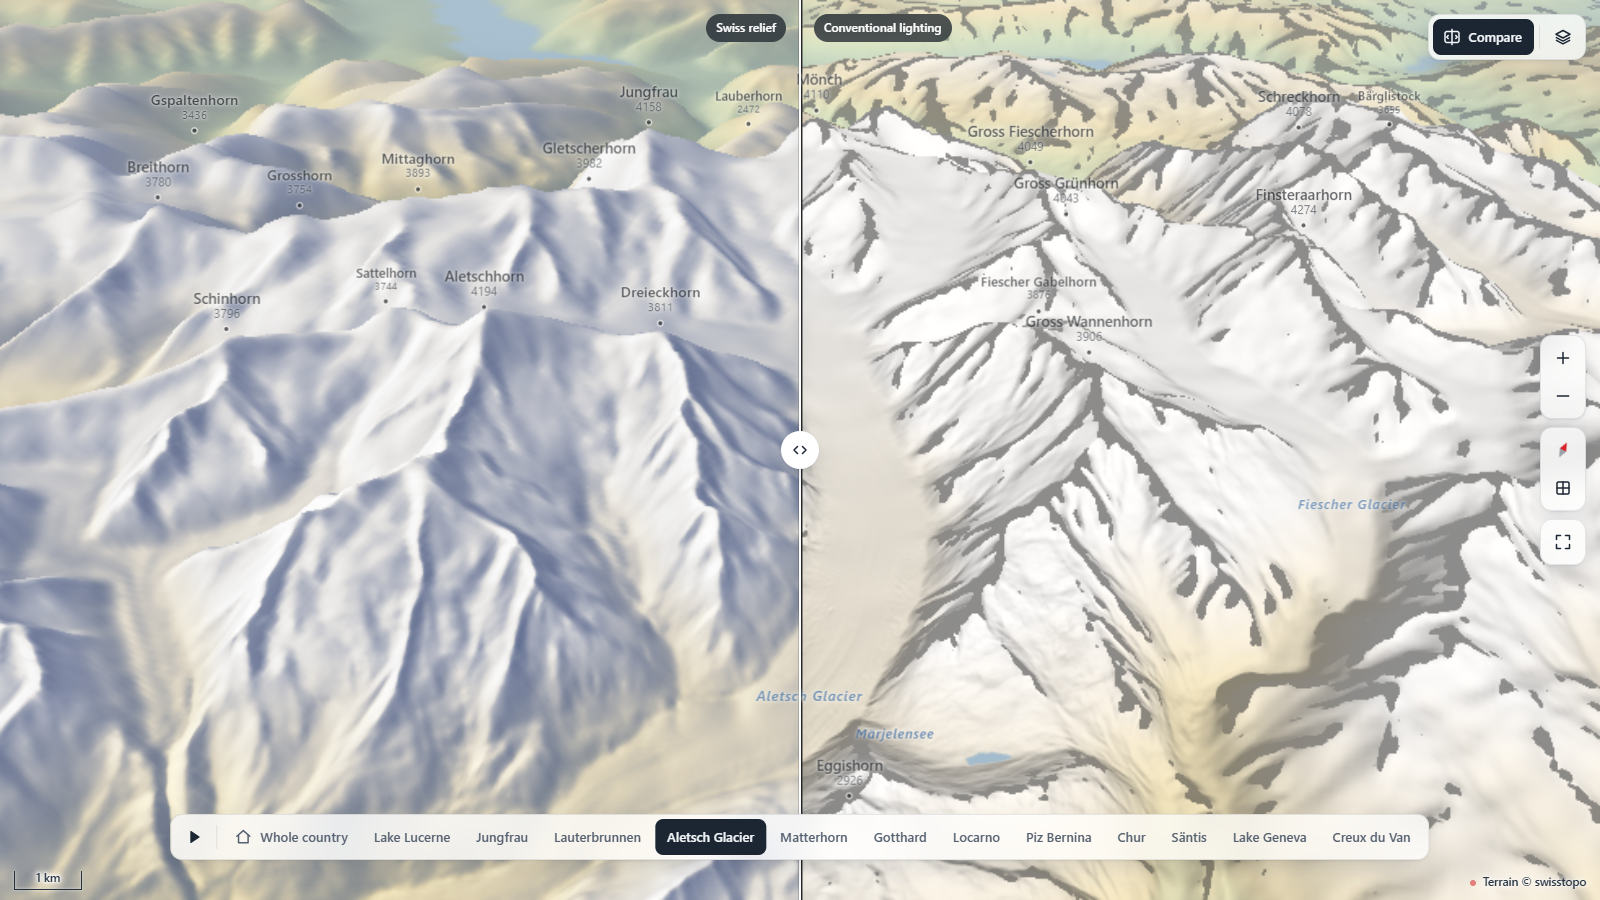 Swiss relief
Conventional lighting
Compare
Gspaltenhorn
3436
Jungfrau
4158
Lauberhorn
2472
Mönch
4110
Schreckhorn
4078
Bärglistock
3655
Breithorn
3780
Grosshorn
3754
Mittaghorn
3893
Gletscherhorn
3982
Gross Fiescherhorn
4049
Gross Grünhorn
4043
Finsteraarhorn
4274
Schinhorn
3796
Sattelhorn
3744
Aletschhorn
4194
Dreieckhorn
3811
Fiescher Gabelhorn
3876
Gross Wannenhorn
3906
Fiescher Glacier
Aletsch Glacier
Marjelensee
Eggishorn
2926
Whole country
Lake Lucerne
Jungfrau
Lauterbrunnen
Aletsch Glacier
Matterhorn
Gotthard
Locarno
Piz Bernina
Chur
Säntis
Lake Geneva
Creux du Van
1 km
Terrain © swisstopo